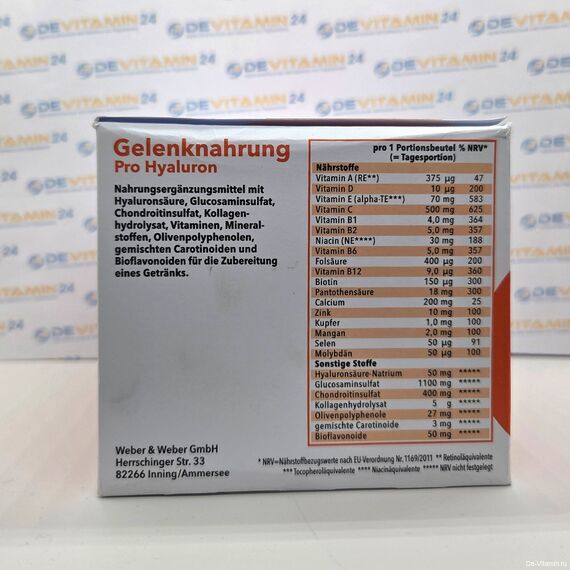 DEVITAMIN 24
Gelenknahrung
Pro Hyaluron
Nahrungsergänzungsmittel mit
Hyaluronsäure, Glucosaminsulfat,
Chondroitinsulfat, Kollagen-
hydrolysat, Vitaminen, Mineral-
stoffen, Olivenpolyphenolen,
gemischten Carotinoiden und
Bioflavonoiden für die Zubereitung
eines Getränks.
Weber & Weber GmbH
Herrschinger Str. 33
82266 Inning/Ammersee
pro 1 Portionsbeutel % NRV*
(= Tagesportion)
Nährstoffe
Vitamin A (RE**) 375 µg 47
Vitamin D 10 µg 200
Vitamin E (alpha-TE***) 70 mg 583
Vitamin C 500 mg 625
Vitamin B1 4,0 mg 364
Vitamin B2 5,0 mg 357
Niacin (NE****) 30 mg 188
Vitamin B6 5,0 mg 357
Folsäure 400 µg 200
Vitamin B12 9,0 µg 360
Biotin 150 µg 300
Pantothensäure 18 mg 300
Calcium 200 mg 25
Zink 10 mg 100
Kupfer 1,0 mg 100
Mangan 2,0 mg 100
Selen 50 µg 91
Molybdän 50 µg 100
Sonstige Stoffe
Hyaluronsäure-Natrium 50 mg *****
Glucosaminsulfat 1100 mg *****
Chondroitinsulfat 400 mg *****
Kollagenhydrolysat 5 g *****
Olivenpolyphenole 27 mg *****
gemischte Carotinoide 3 mg *****
Bioflavonoide 50 mg *****
* NRV=Nährstoffbezugswerte nach EU-Verordnung Nr. 1169/2011 ** Retinoläquivalente
*** Tocopheroläquivalente **** Niacinäquivalente ***** NRV nicht festgelegt
De-Vitamin.ru